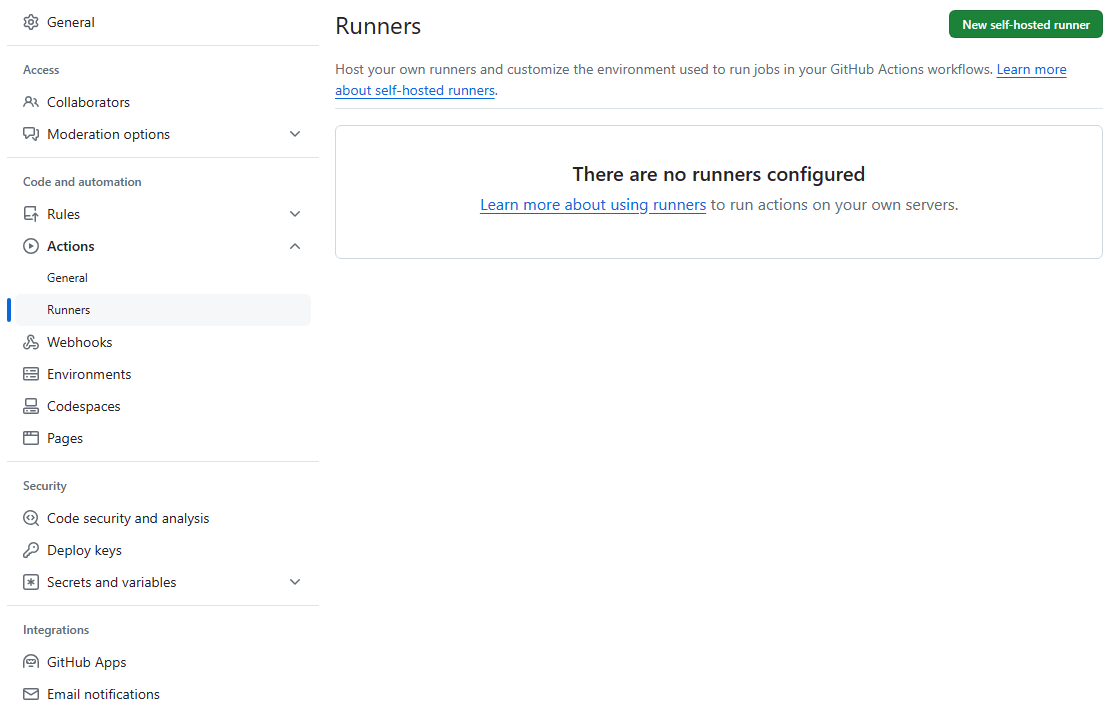 General
Access
Collaborators
Moderation options
Code and automation
Rules
Actions
General
Runners
Webhooks
Environments
Codespaces
Pages
Security
Code security and analysis
Deploy keys
Secrets and variables
Integrations
GitHub Apps
Email notifications
Runners
New self-hosted runner
Host your own runners and customize the environment used to run jobs in your GitHub Actions workflows. Learn more
about self-hosted runners.
There are no runners configured
Learn more about using runners to run actions on your own servers.